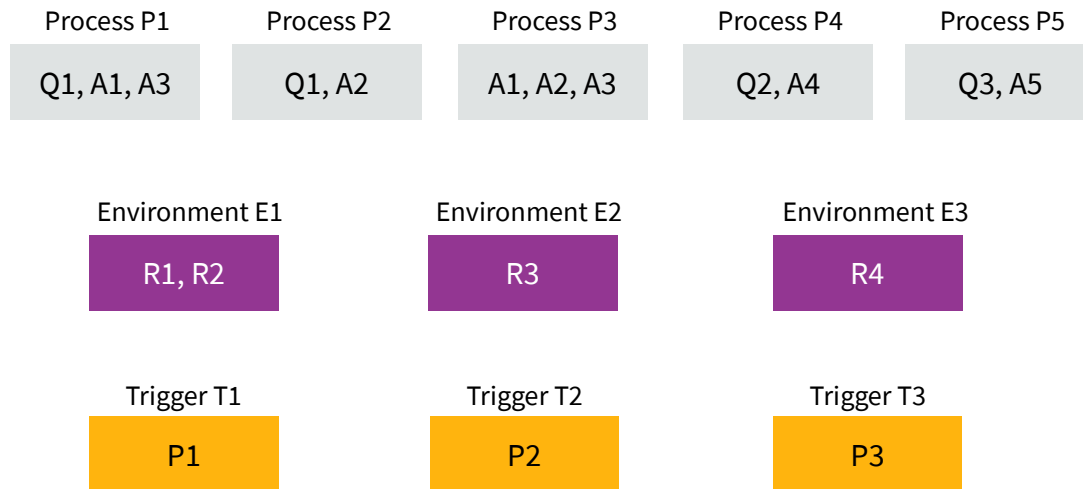 Process P1
Process P2
Process P3
Process P4
Process P5
Q1, A1, A3
Q1, A2
A1, A2, A3
Q2, A4
Q3, A5
Environment E1
Environment E2
Environment E3
R1, R2
R3
R4
Trigger T1
Trigger T2
Trigger T3
P1
P2
P3